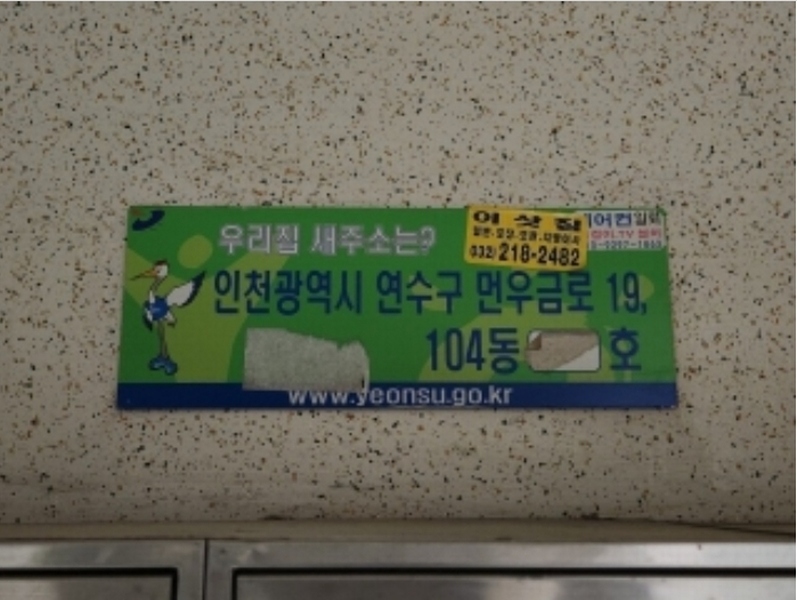 우리집 새주소는?
이삿짐
(032) 218-2482
인천광역시 연수구 먼우금로 19,
104동 호
www.yeonsu.go.kr